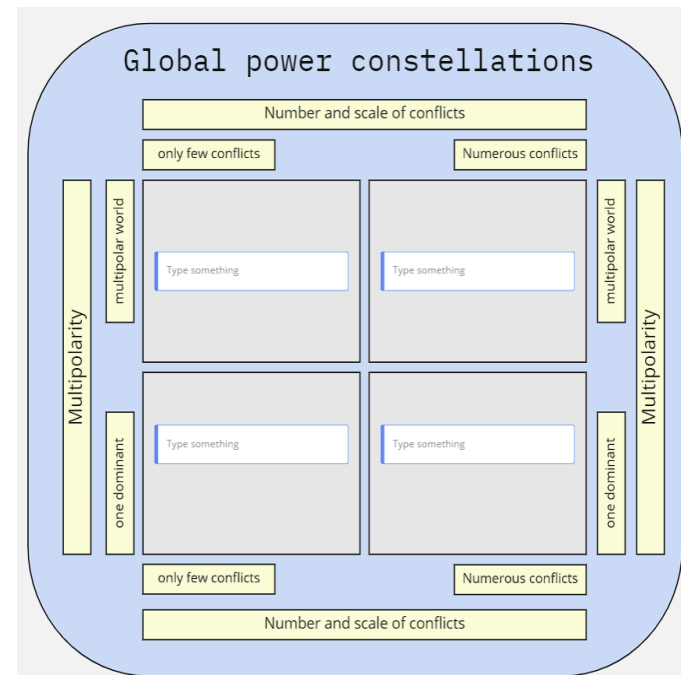 Global power constellations
Number and scale of conflicts
only few conflicts
Numerous conflicts
Multipolarity
multipolar world
Type something
Type something
multipolar world
Multipolarity
one dominant
Type something
Type something
one dominant
only few conflicts
Numerous conflicts
Number and scale of conflicts